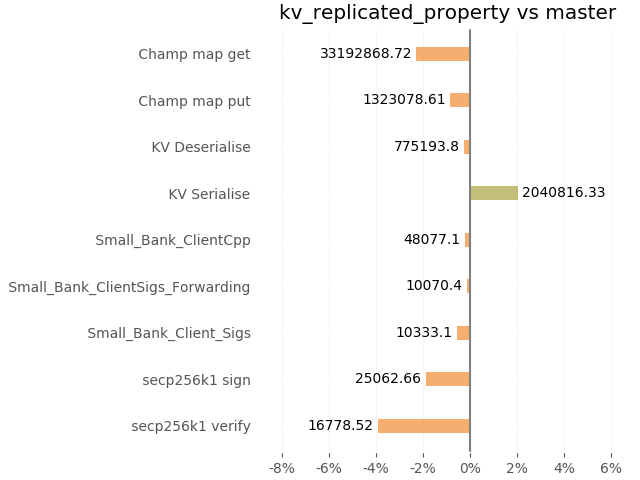 kv_replicated_property vs master
Champ map get 33192868.72
Champ map put 1323078.61
KV Deserialise 775193.8
KV Serialise 2040816.33
Small_Bank_ClientCpp 48077.1
Small_Bank_ClientSigs_Forwarding 10070.4
Small_Bank_Client_Sigs 10333.1
secp256k1 sign 25062.66
secp256k1 verify 16778.52
-8% -6% -4% -2% 0% 2% 4% 6%